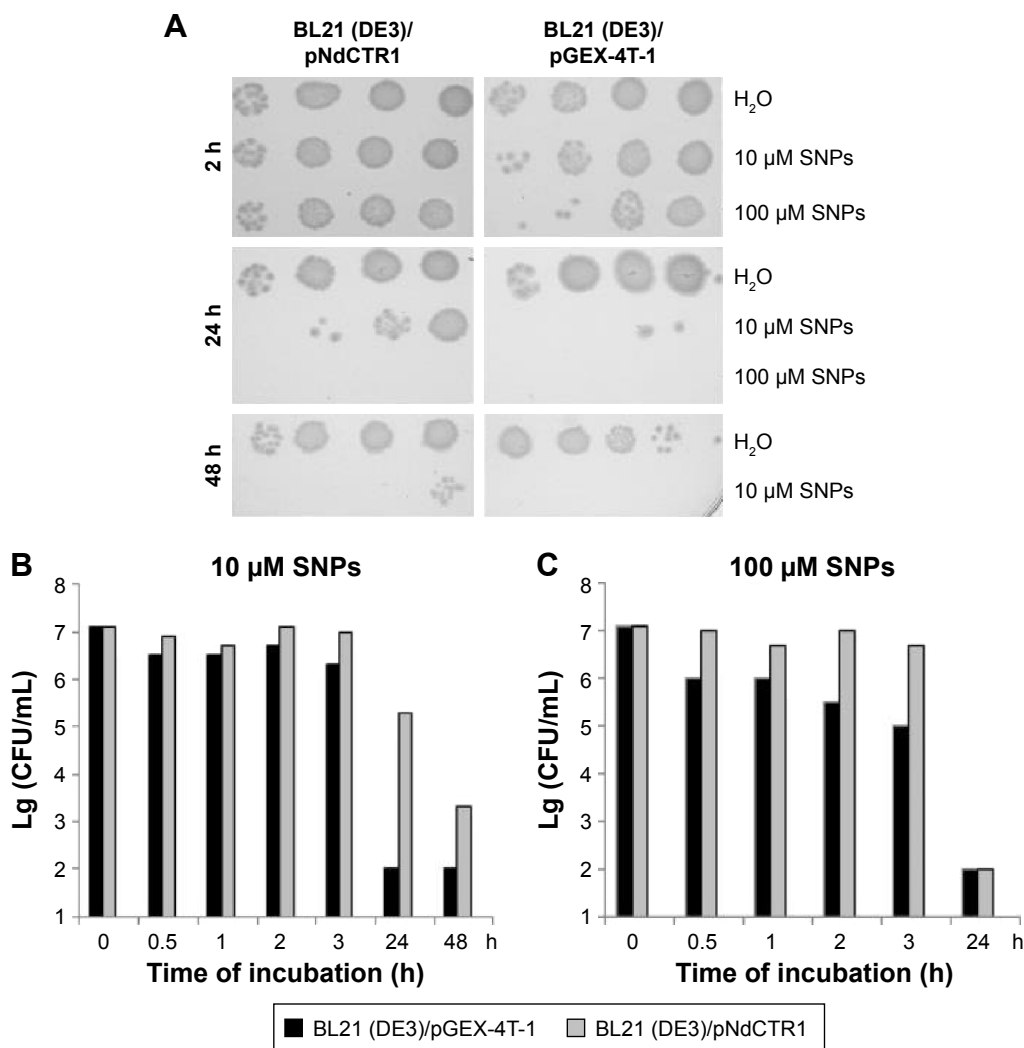 A
BL21 (DE3)/
pNdCTR1
BL21 (DE3)/
pGEX-4T-1
2 h
H₂O
10 µM SNPs
100 µM SNPs
24 h
H₂O
10 µM SNPs
100 µM SNPs
48 h
H₂O
10 µM SNPs
B
10 µM SNPs
Lg (CFU/mL)
8
7
6
5
4
3
2
1
0 0.5 1 2 3 24 48 h
Time of incubation (h)
C
100 µM SNPs
Lg (CFU/mL)
8
7
6
5
4
3
2
1
0 0.5 1 2 3 24 h
Time of incubation (h)
BL21 (DE3)/pGEX-4T-1 BL21 (DE3)/pNdCTR1